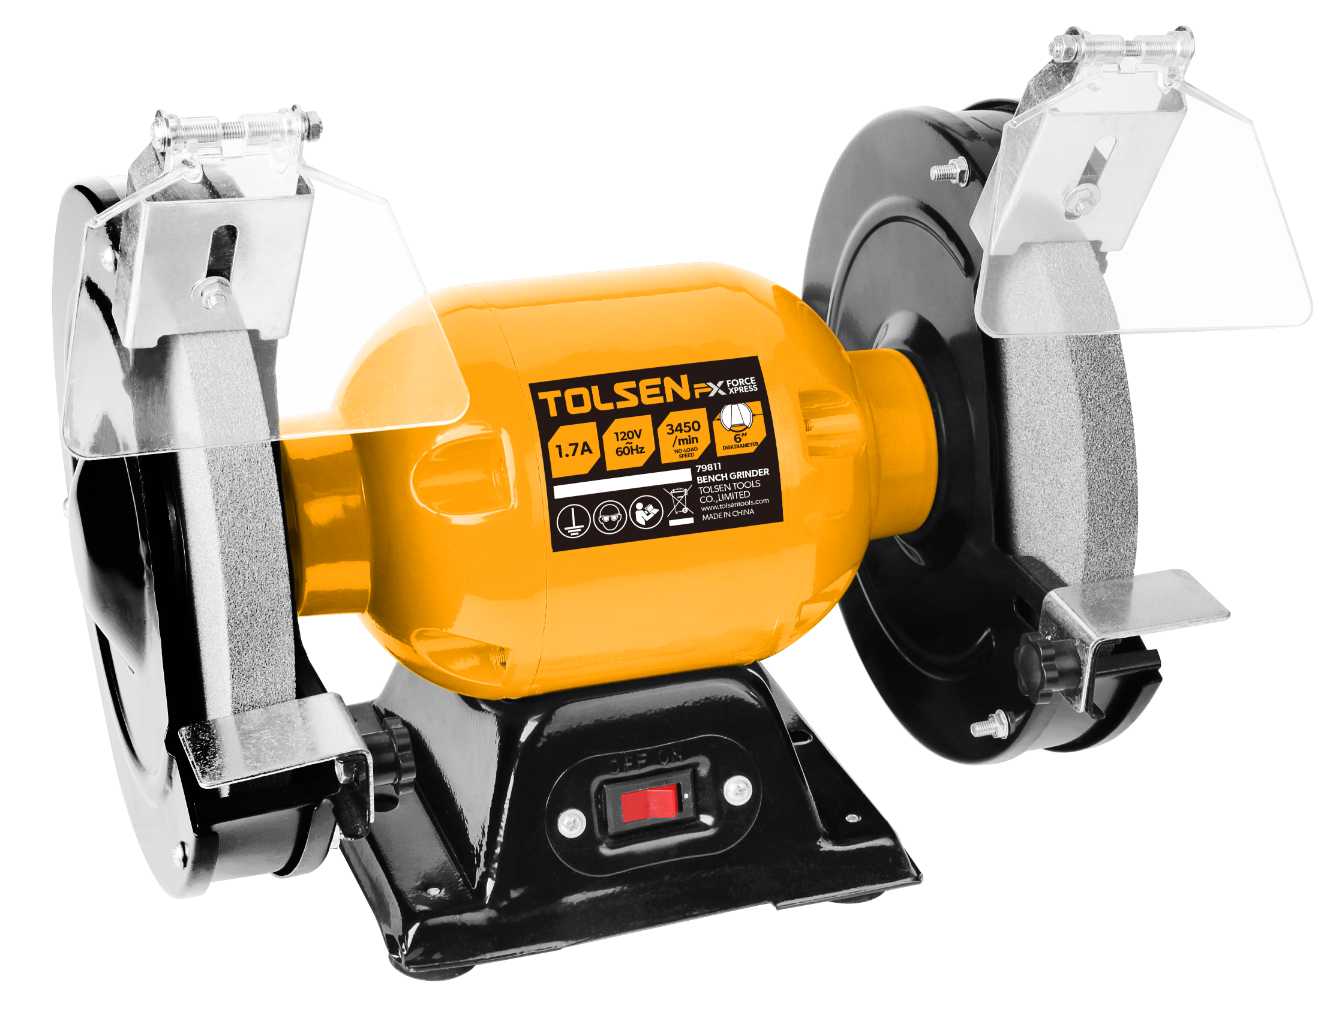 TOLSEN FX FORCE XPRESS
1.7A
120V
~
60Hz
3450
/min
NO-LOAD
SPEED
6"
DISK DIAMETER
79811
BENCH GRINDER
TOLSEN TOOLS
CO.,LIMITED
www.tolsentools.com
MADE IN CHINA
OFF ON